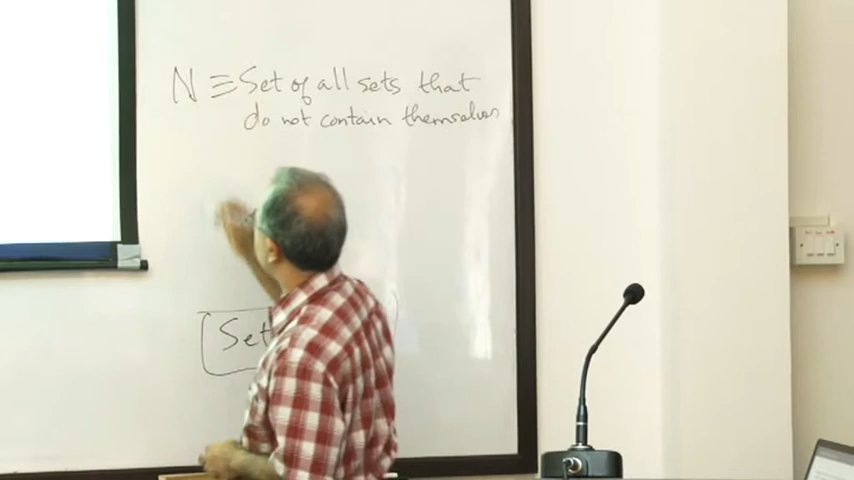 N ≡ Set of all sets that
do not contain themselves
Set